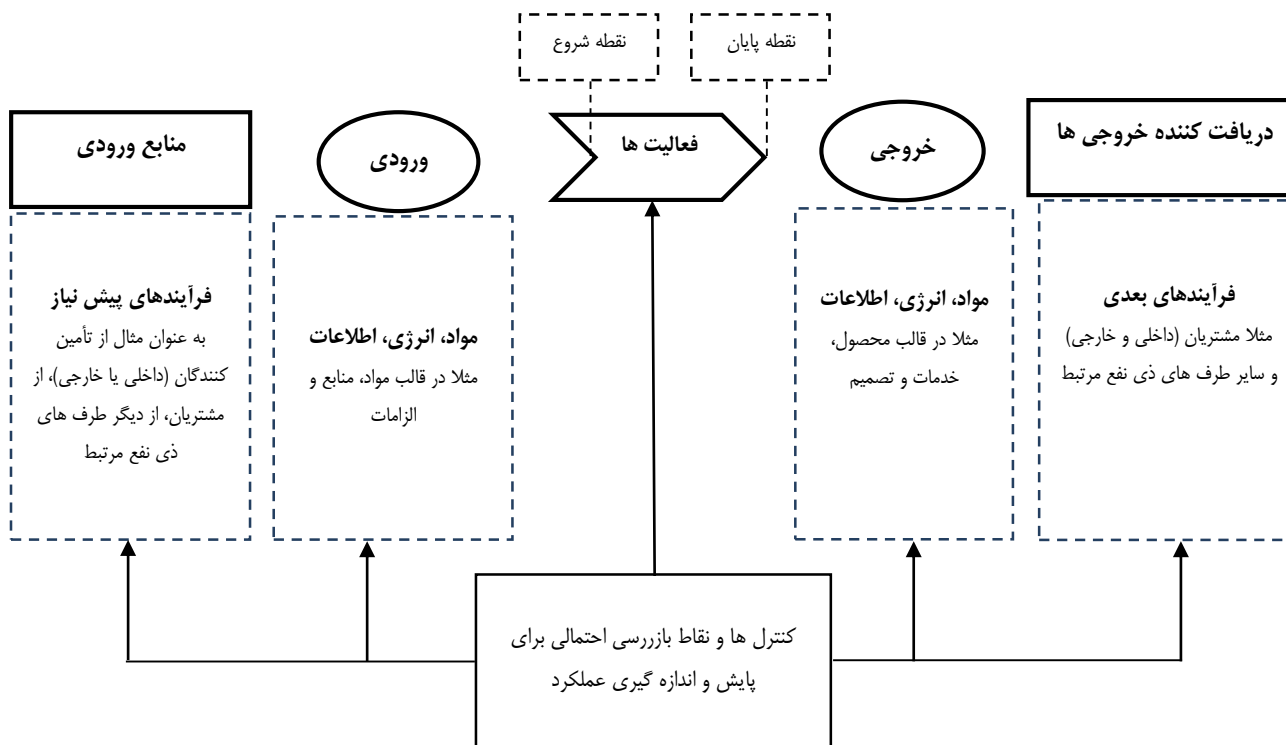 نقطه شروع
نقطه پایان
منابع ورودی
ورودی
فعالیت ها
خروجی
دریافت کننده خروجی ها
فرآیندهای پیش نیاز
به عنوان مثال از تأمین
کنندگان (داخلی یا خارجی)، از
مشتریان، از دیگر طرف های
ذی نفع مرتبط
مواد، انرژی، اطلاعات
مثلا در قالب مواد، منابع و
الزامات
مواد، انرژی، اطلاعات
مثلا در قالب محصول،
خدمات و تصمیم
فرآیندهای بعدی
مثلا مشتریان (داخلی و خارجی)
و سایر طرف های ذی نفع مرتبط
کنترل ها و نقاط بازررسی احتمالی برای
پایش و اندازه گیری عملکرد